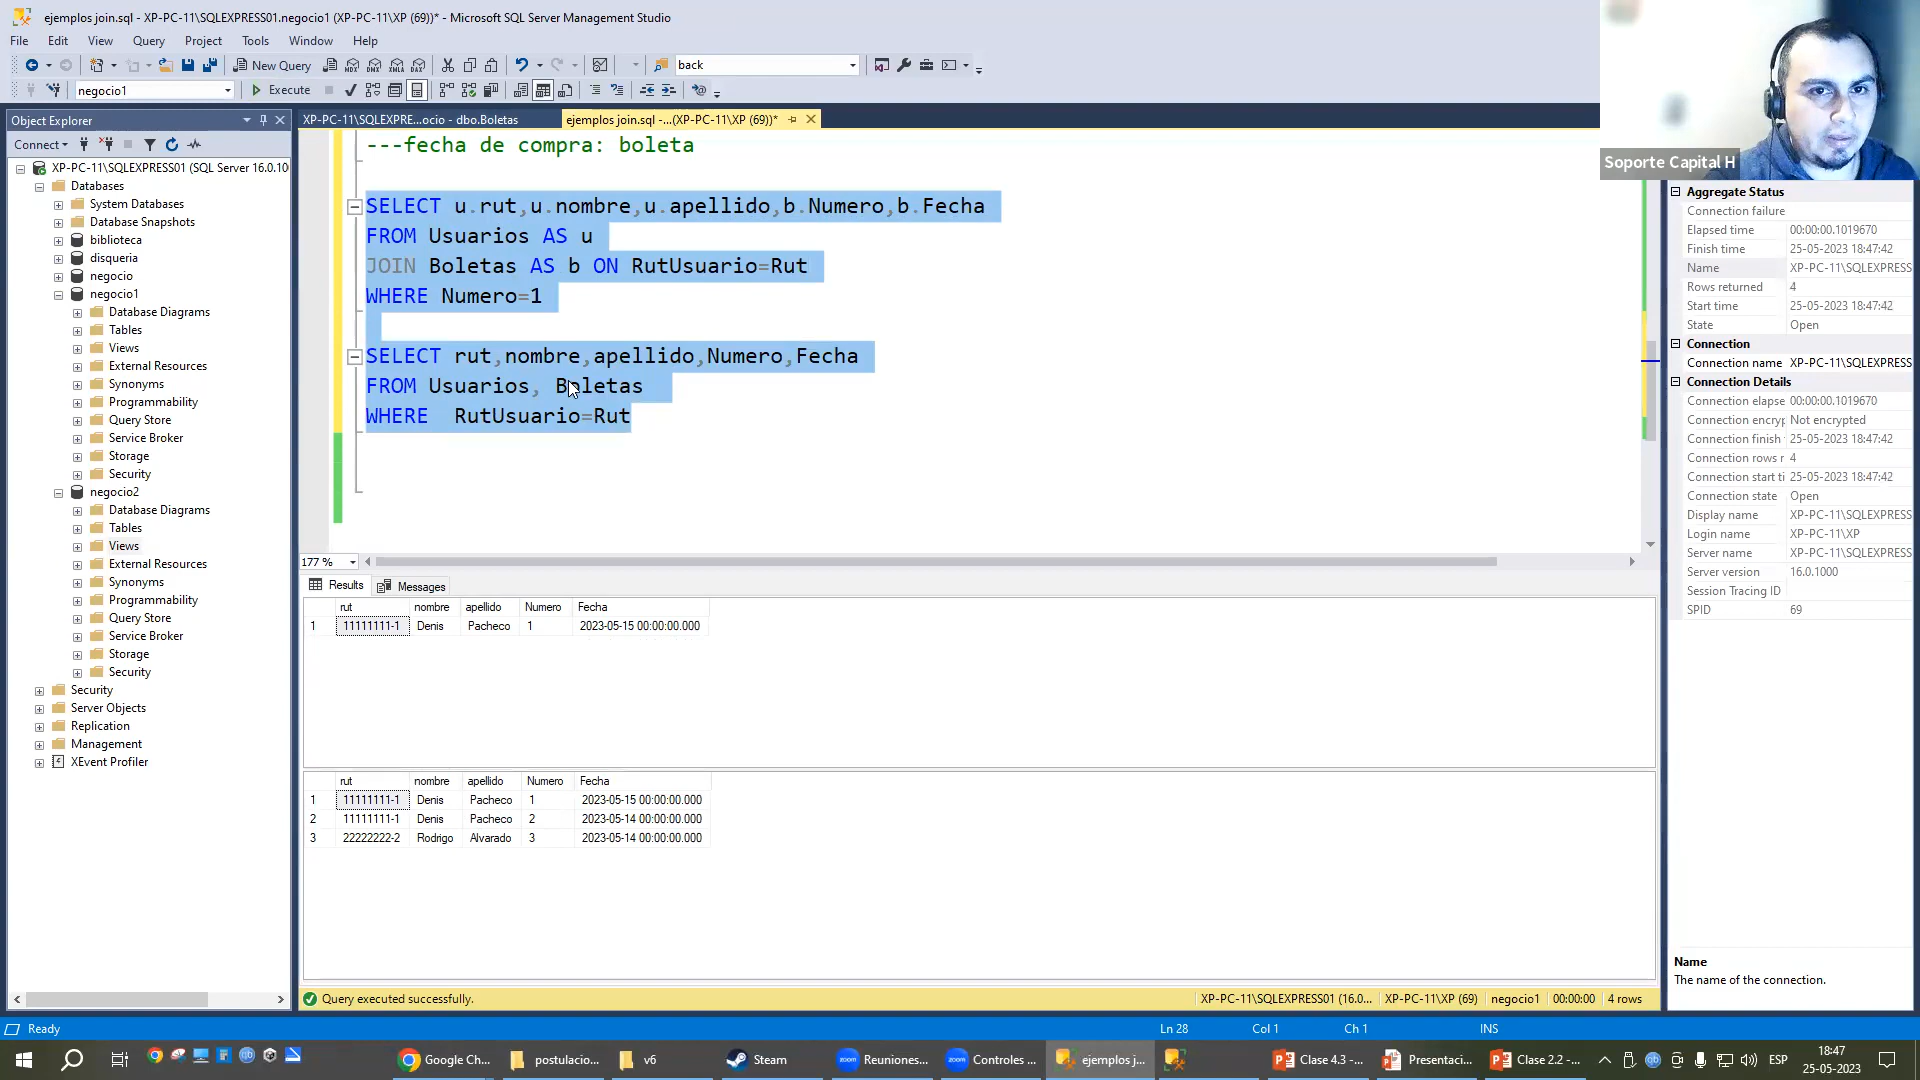 ejemplos join.sql - XP-PC-11\SQLEXPRESS01.negocio1 (XP-PC-11\XP (69))* - Microsoft SQL Server Management Studio
File Edit View Query Project Tools Window Help
New Query MDX DMX XMLA DAX back
negocio1 Execute
Object Explorer
XP-PC-11\SQLEXPRE...ocio - dbo.Boletas
ejemplos join.sql -...(XP-PC-11\XP (69))*
Connect
XP-PC-11\SQLEXPRESS01 (SQL Server 16.0.10
Databases
System Databases
Database Snapshots
biblioteca
disqueria
negocio
negocio1
Database Diagrams
Tables
Views
External Resources
Synonyms
Programmability
Query Store
Service Broker
Storage
Security
negocio2
Database Diagrams
Tables
Views
External Resources
Synonyms
Programmability
Query Store
Service Broker
Storage
Security
Security
Server Objects
Replication
Management
XEvent Profiler
---fecha de compra: boleta
SELECT u.rut,u.nombre,u.apellido,b.Numero,b.Fecha
FROM Usuarios AS u
JOIN Boletas AS b ON RutUsuario=Rut
WHERE Numero=1
SELECT rut,nombre,apellido,Numero,Fecha
FROM Usuarios, Boletas
WHERE  RutUsuario=Rut
177 %
Results Messages
rut nombre apellido Numero Fecha
1 11111111-1 Denis Pacheco 1 2023-05-15 00:00:00.000
rut nombre apellido Numero Fecha
1 11111111-1 Denis Pacheco 1 2023-05-15 00:00:00.000
2 11111111-1 Denis Pacheco 2 2023-05-14 00:00:00.000
3 22222222-2 Rodrigo Alvarado 3 2023-05-14 00:00:00.000
Query executed successfully.
XP-PC-11\SQLEXPRESS01 (16.0... XP-PC-11\XP (69) negocio1 00:00:00 4 rows
Soporte Capital H
Aggregate Status
Connection failure
Elapsed time 00:00:00.1019670
Finish time 25-05-2023 18:47:42
Name XP-PC-11\SQLEXPRESS
Rows returned 4
Start time 25-05-2023 18:47:42
State Open
Connection
Connection name XP-PC-11\SQLEXPRESS
Connection Details
Connection elapse 00:00:00.1019670
Connection encryp Not encrypted
Connection finish 25-05-2023 18:47:42
Connection rows r 4
Connection start ti 25-05-2023 18:47:42
Connection state Open
Display name XP-PC-11\SQLEXPRESS
Login name XP-PC-11\XP
Server name XP-PC-11\SQLEXPRESS
Server version 16.0.1000
Session Tracing ID
SPID 69
Name
The name of the connection.
Ready Ln 28 Col 1 Ch 1 INS
Google Ch... postulacio... v6 Steam Reuniones... Controles ... ejemplos j... Clase 4.3 -... Presentaci... Clase 2.2 -... ESP 18:47
25-05-2023